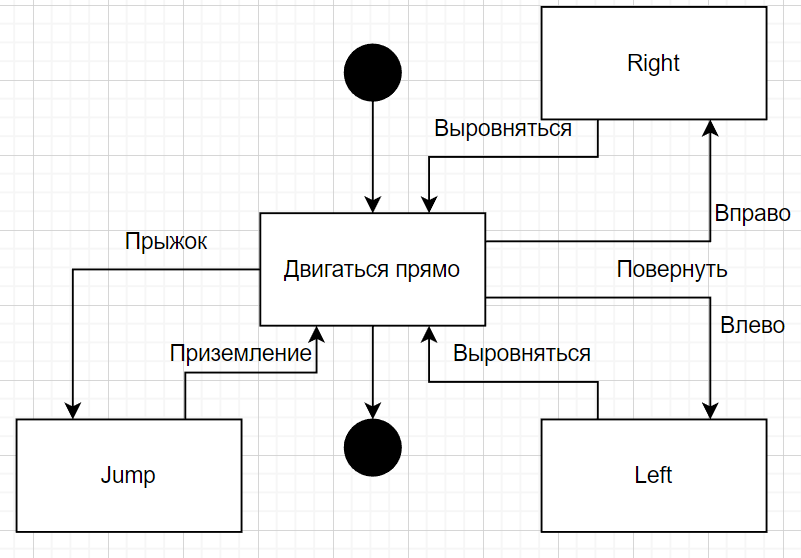 Right
Выровняться
Вправо
Прыжок
Двигаться прямо
Повернуть
Влево
Приземление
Выровняться
Jump
Left